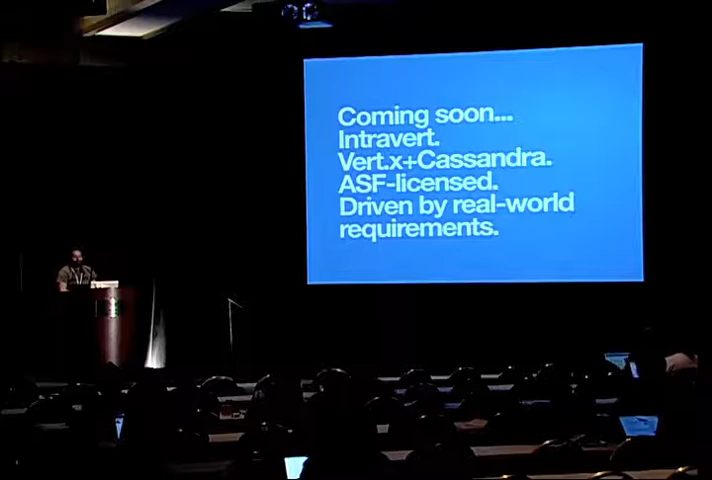 Coming soon...
Intravert.
Vert.x+Cassandra.
ASF-licensed.
Driven by real-world
requirements.